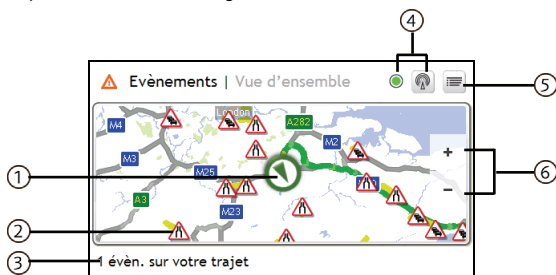 ④
Evènements | Vue d'ensemble
⑤
London
A282
M4
M2
M3
M25
+
①
⑥
−
A3
M23
②
1 évèn. sur votre trajet
③